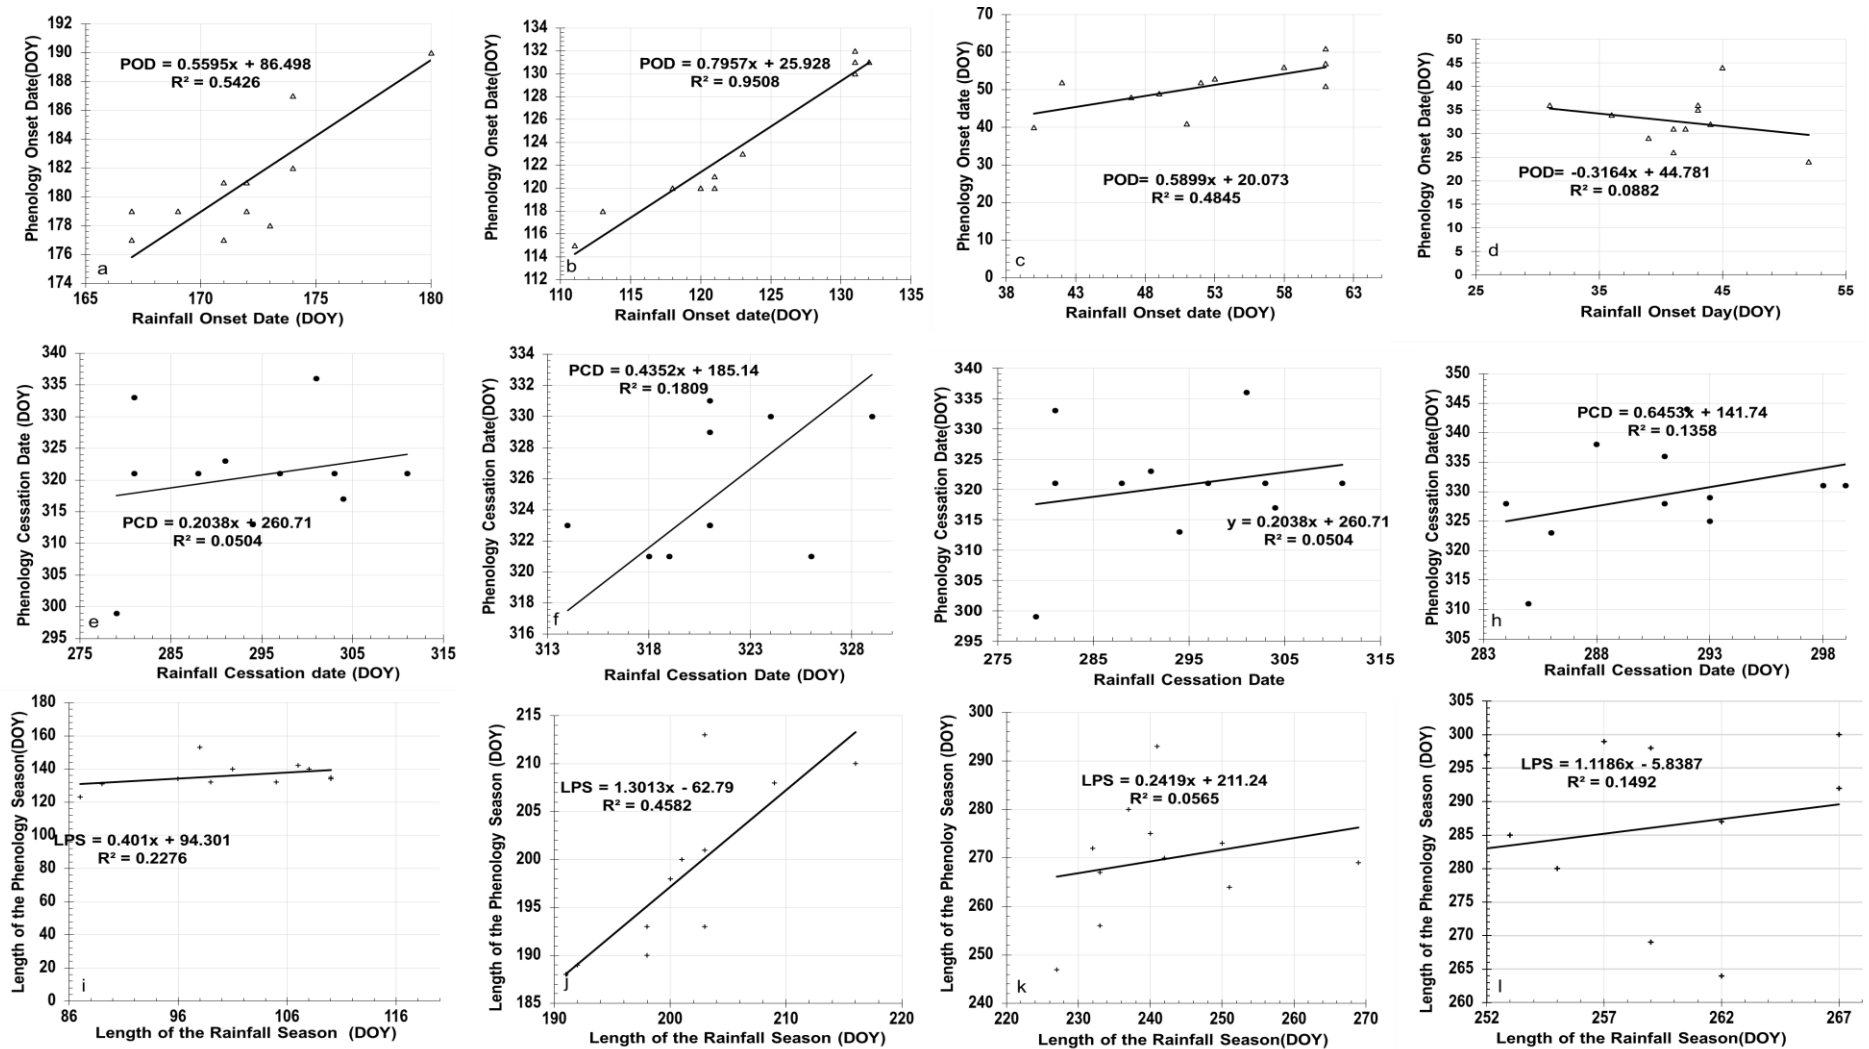 192
190
188
186
184
182
180
178
176
174
Phenology Onset Date(DOY)
POD = 0.5595x + 86.498
R² = 0.5426
a
165 170 175 180
Rainfall Onset Date (DOY)
134
132
130
128
126
124
122
120
118
116
114
112
Phenology Onset Date(DOY)
POD = 0.7957x + 25.928
R² = 0.9508
b
110 115 120 125 130 135
Rainfall Onset date(DOY)
70
60
50
40
30
20
10
0
Phenology Onset date (DOY)
POD= 0.5899x + 20.073
R² = 0.4845
c
38 43 48 53 58 63
Rainfall Onset date (DOY)
50
45
40
35
30
25
20
15
10
5
0
Phenology Onset Date (DOY)
POD= -0.3164x + 44.781
R² = 0.0882
d
25 35 45 55
Rainfall Onset Day(DOY)
340
335
330
325
320
315
310
305
300
295
Phenology Cessation Date (DOY)
PCD = 0.2038x + 260.71
R² = 0.0504
e
275 285 295 305 315
Rainfall Cessation date (DOY)
334
332
330
328
326
324
322
320
318
316
Phenology Cessation Date(DOY)
PCD = 0.4352x + 185.14
R² = 0.1809
f
313 318 323 328
Rainfal Cessation Date (DOY)
340
335
330
325
320
315
310
305
300
295
Phenology Cessation Date(DOY)
y = 0.2038x + 260.71
R² = 0.0504
275 285 295 305 315
Rainfall Cessation Date
350
345
340
335
330
325
320
315
310
305
Phenology Cessation Date(DOY)
PCD = 0.6453x + 141.74
R² = 0.1358
h
283 288 293 298
Rainfall Cessation Date (DOY)
180
160
140
120
100
80
60
40
20
0
Length of the Phenology Season(DOY)
LPS = 0.401x + 94.301
R² = 0.2276
i
86 96 106 116
Length of the Rainfall Season (DOY)
215
210
205
200
195
190
185
Length of the Phenology Season (DOY)
LPS = 1.3013x - 62.79
R² = 0.4582
j
190 200 210 220
Length of the Rainfall Season (DOY)
300
290
280
270
260
250
240
Length of the Phenoloy Season (DOY)
LPS = 0.2419x + 211.24
R² = 0.0565
k
220 230 240 250 260 270
Length of the Rainfall Season(DOY)
305
300
295
290
285
280
275
270
265
260
Length of the Phenology Season (DOY)
LPS = 1.1186x - 5.8387
R² = 0.1492
l
252 257 262 267
Length of the Rainfall Season(DOY)